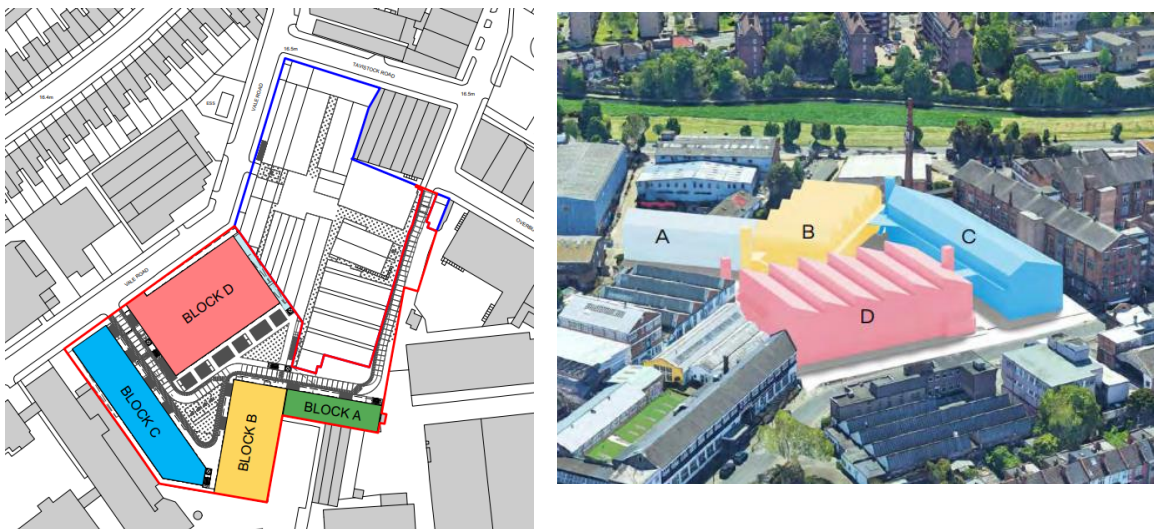 16.5m
TAVISTOCK ROAD
16.4m
ESS
VALE ROAD
16.5m
VALE ROAD
BLOCK D
BLOCK C
BLOCK B
BLOCK A
A
B
C
D